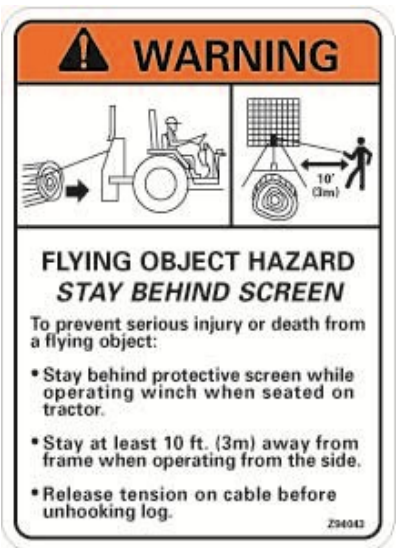 WARNING
10'
(3m)
FLYING OBJECT HAZARD
STAY BEHIND SCREEN
To prevent serious injury or death from
a flying object:
• Stay behind protective screen while
operating winch when seated on
tractor.
• Stay at least 10 ft. (3m) away from
frame when operating from the side.
• Release tension on cable before
unhooking log.
Z94043